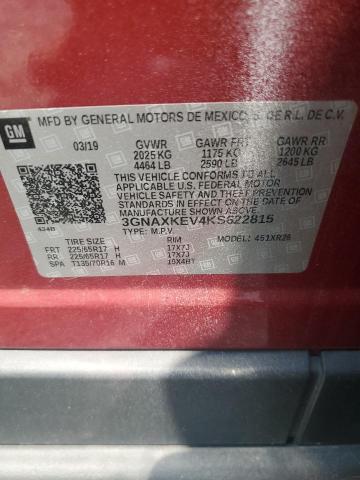 GM
MFD BY GENERAL MOTORS DE MEXICO, S. DE R.L. DE C.V.
03/19 GVWR GAWR FRT GAWR RR
2025 KG 1175 KG 1200 KG
4464 LB 2590 LB 2645 LB
THIS VEHICLE CONFORMS TO ALL
APPLICABLE U.S. FEDERAL MOTOR
VEHICLE SAFETY AND THEFT PREVENTION
STANDARDS IN EFFECT ON THE DATE OF
MANUFACTURE SHOWN ABOVE.
3GNAXKEV4KS622815
TYPE: M.P.V. MODEL: 451XR26
TIRE SIZE RIM
FRT 225/65R17 H 17X7J
RR 225/65R17 H 17X7J
SPA T135/70R16 M